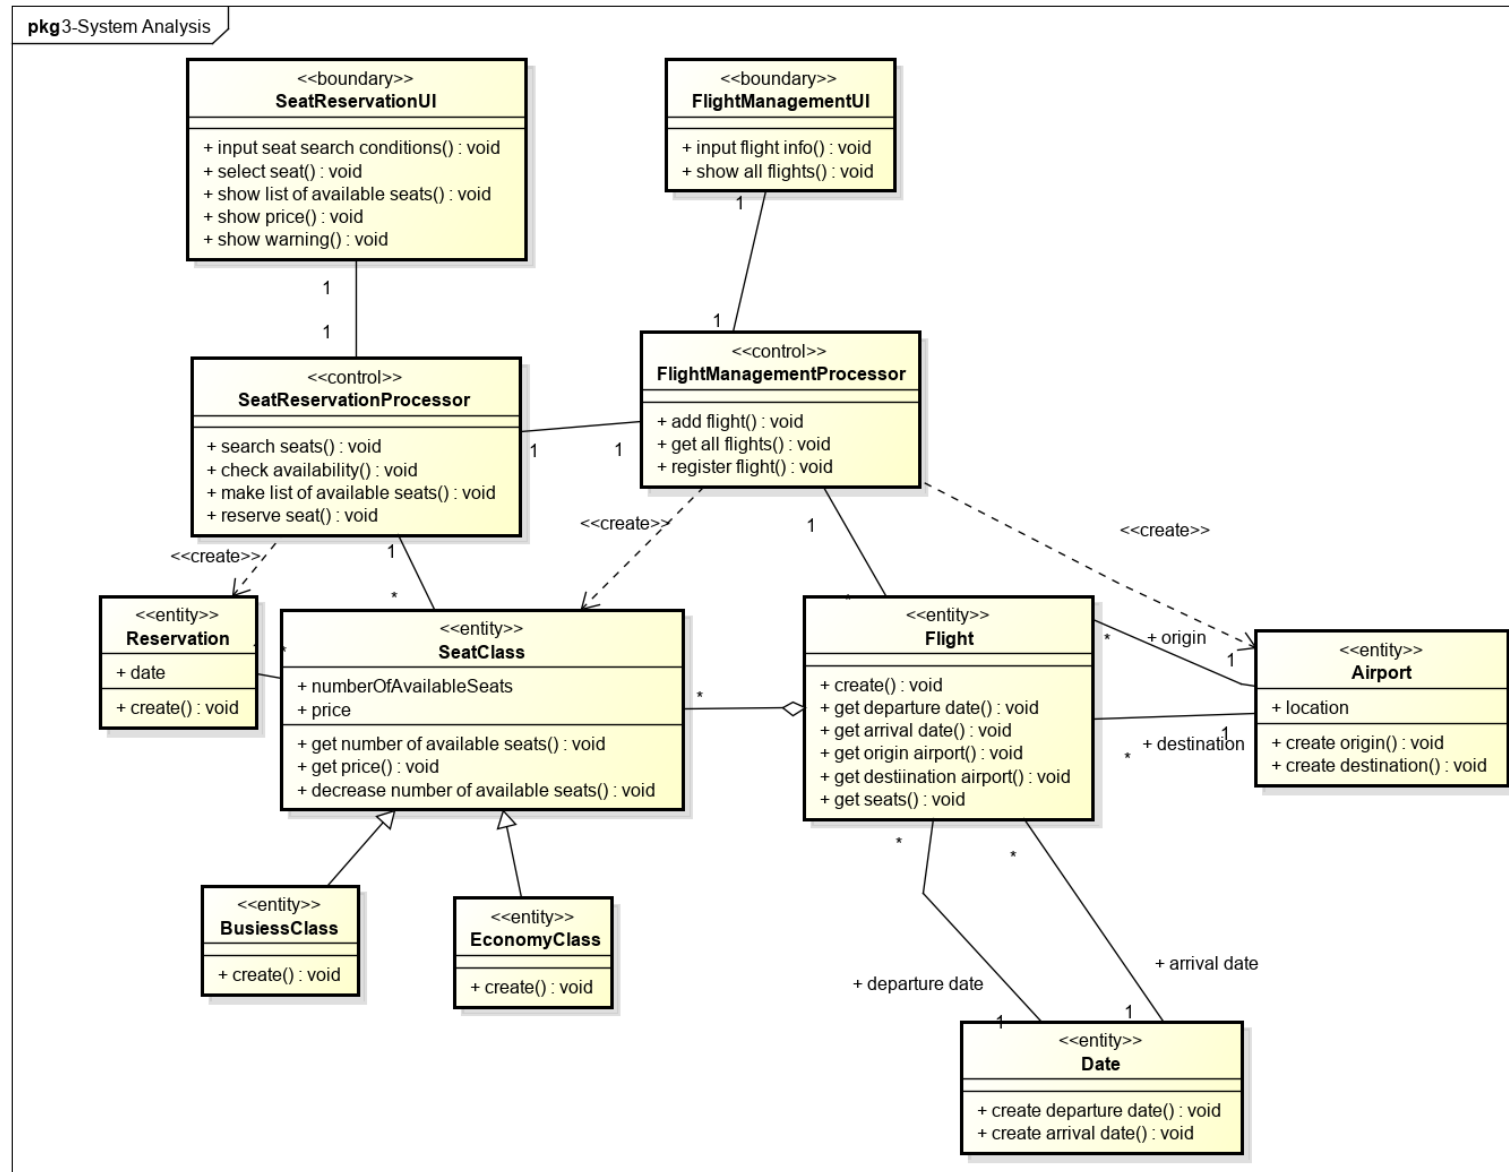 pkg 3-System Analysis
<<boundary>>
SeatReservationUI
+ input seat search conditions() : void
+ select seat() : void
+ show list of available seats() : void
+ show price() : void
+ show warning() : void
<<boundary>>
FlightManagementUI
+ input flight info() : void
+ show all flights() : void
1
1
1
1
<<control>>
SeatReservationProcessor
+ search seats() : void
+ check availability() : void
+ make list of available seats() : void
+ reserve seat() : void
<<control>>
FlightManagementProcessor
+ add flight() : void
+ get all flights() : void
+ register flight() : void
1
1
<<create>>
1
*
<<create>>
1
*
<<create>>
<<entity>>
Reservation
+ date
+ create() : void
*
<<entity>>
SeatClass
+ numberOfAvailableSeats
+ price
+ get number of available seats() : void
+ get price() : void
+ decrease number of available seats() : void
*
<<entity>>
Flight
+ create() : void
+ get departure date() : void
+ get arrival date() : void
+ get origin airport() : void
+ get destiination airport() : void
+ get seats() : void
*
+ origin
1
*
+ destination
1
<<entity>>
Airport
+ location
+ create origin() : void
+ create destination() : void
<<entity>>
BusiessClass
+ create() : void
<<entity>>
EconomyClass
+ create() : void
*
*
+ departure date
+ arrival date
1
1
<<entity>>
Date
+ create departure date() : void
+ create arrival date() : void